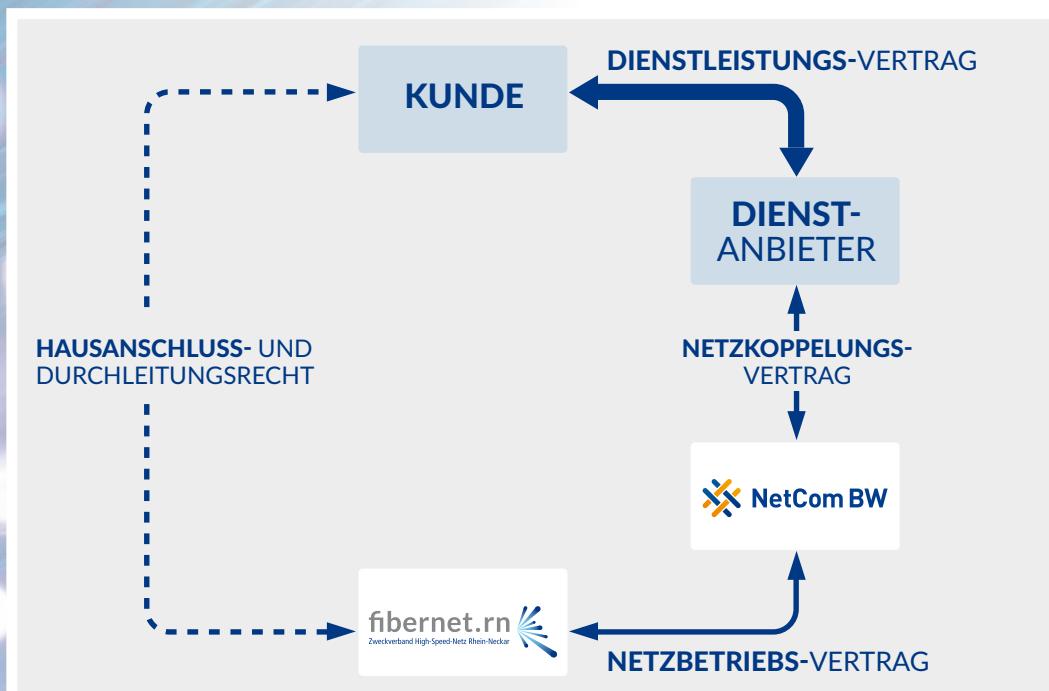 KUNDE
DIENSTLEISTUNGS-VERTRAG
DIENST-
ANBIETER
HAUSANSCHLUSS- UND
DURCHLEITUNGSRECHT
NETZKOPPELUNGS-
VERTRAG
NetCom BW
fibernet.rn
Zweckverband High-Speed-Netz Rhein-Neckar
NETZBETRIEBS-VERTRAG